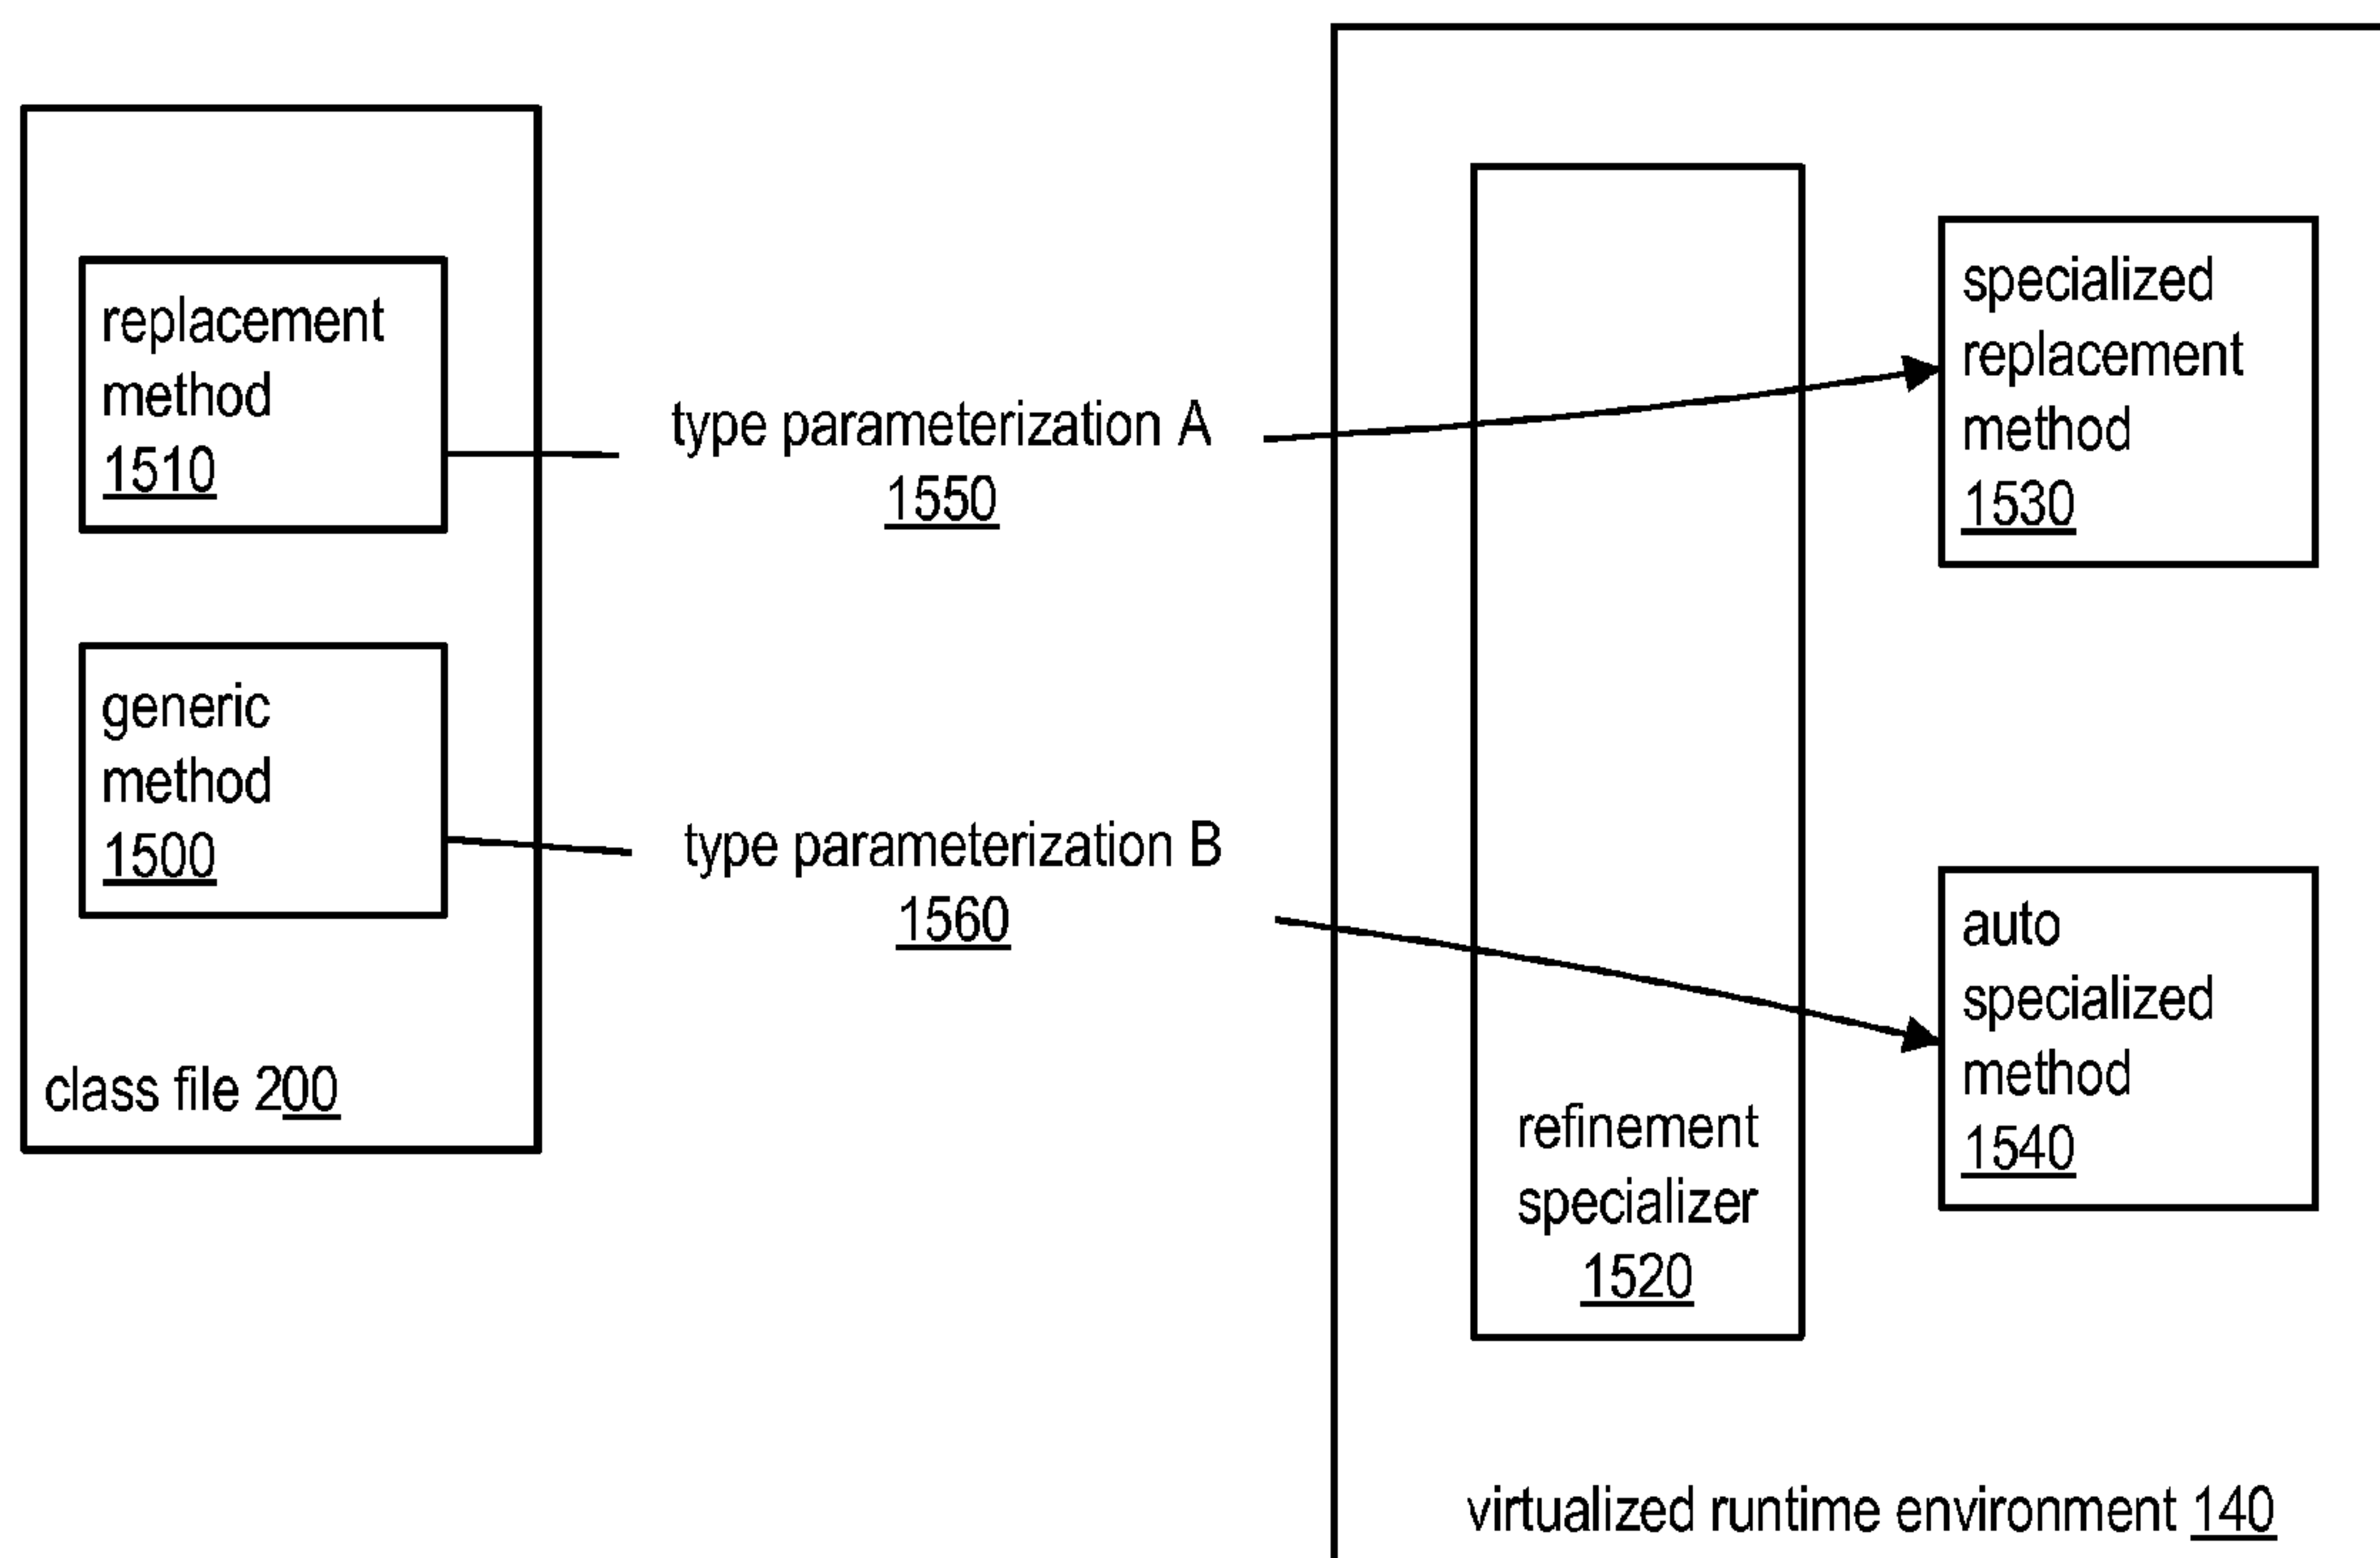 replacement
method
1510
generic
method
1500
class file 200
type parameterization A
1550
type parameterization B
1560
refinement
specializer
1520
specialized
replacement
method
1530
auto
specialized
method
1540
virtualized runtime environment 140